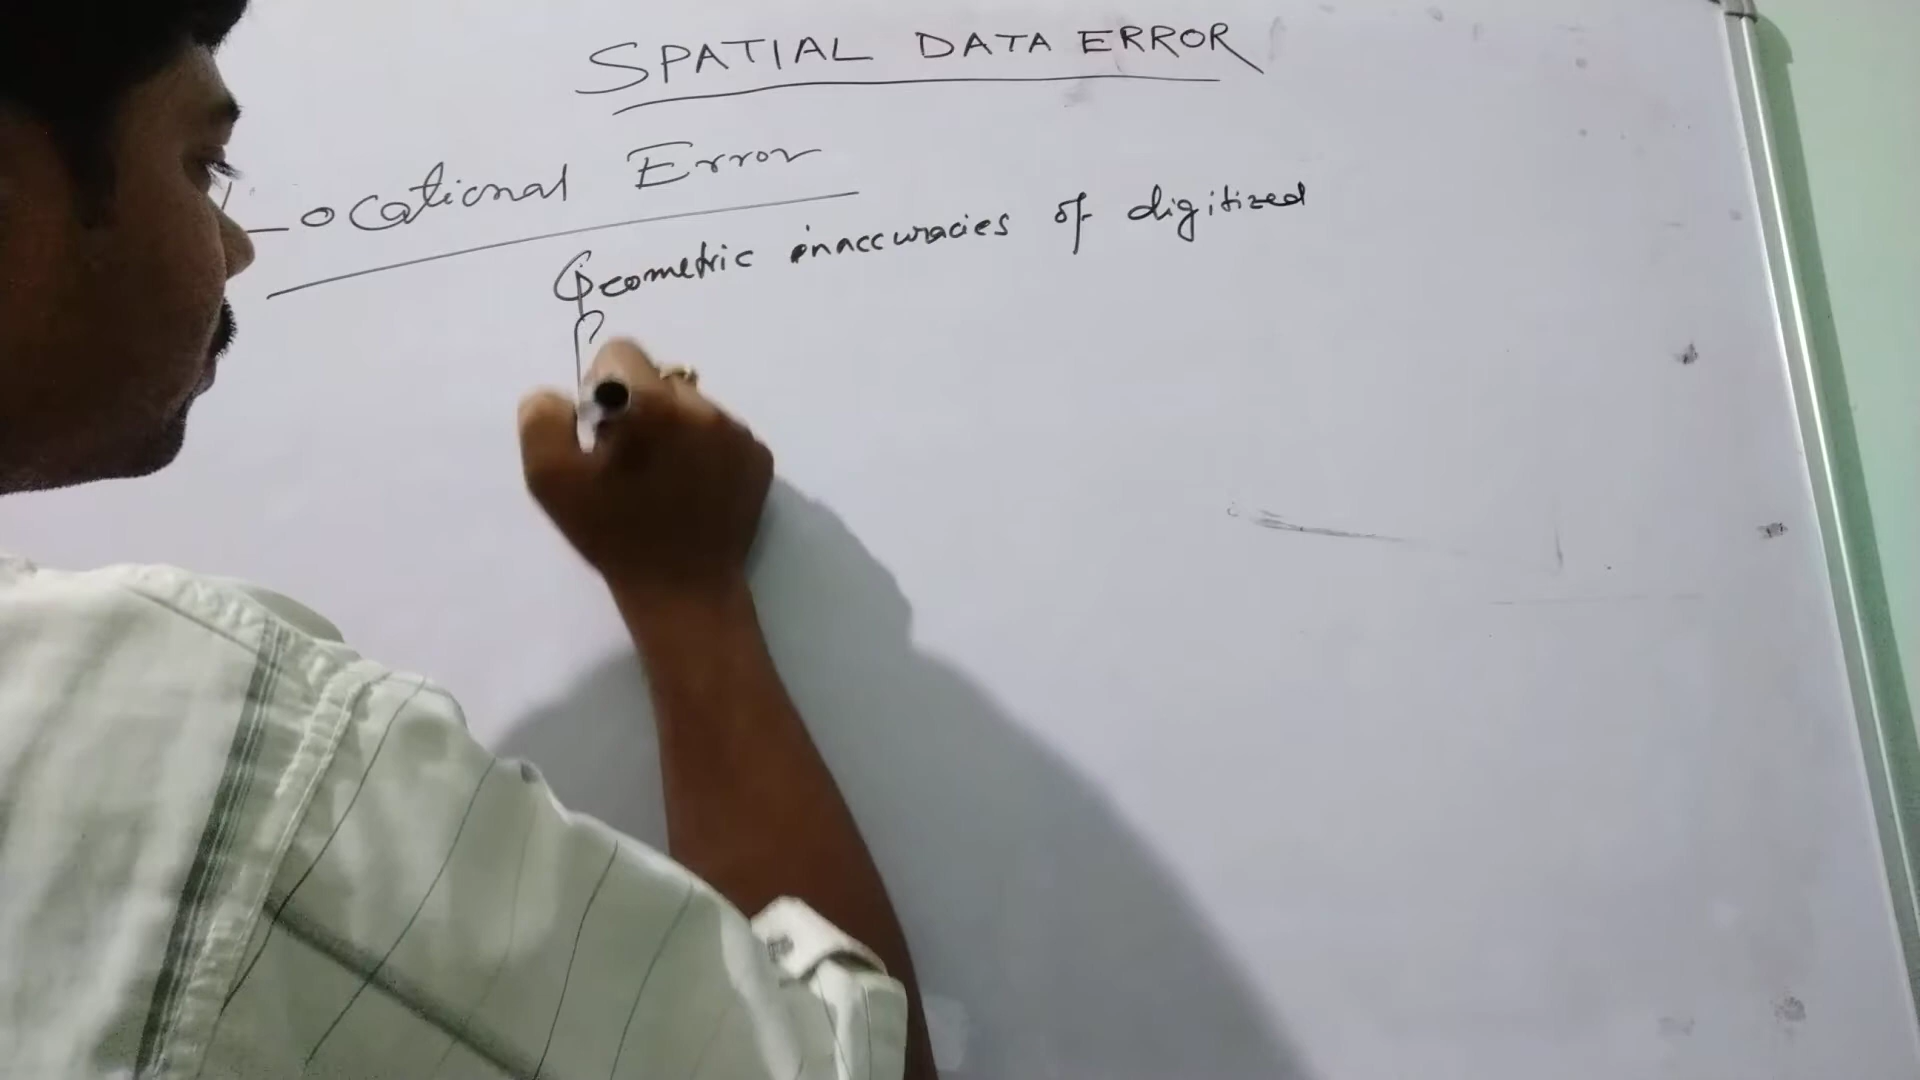 SPATIAL DATA ERROR
Locational Error
Geometric inaccuracies of digitized